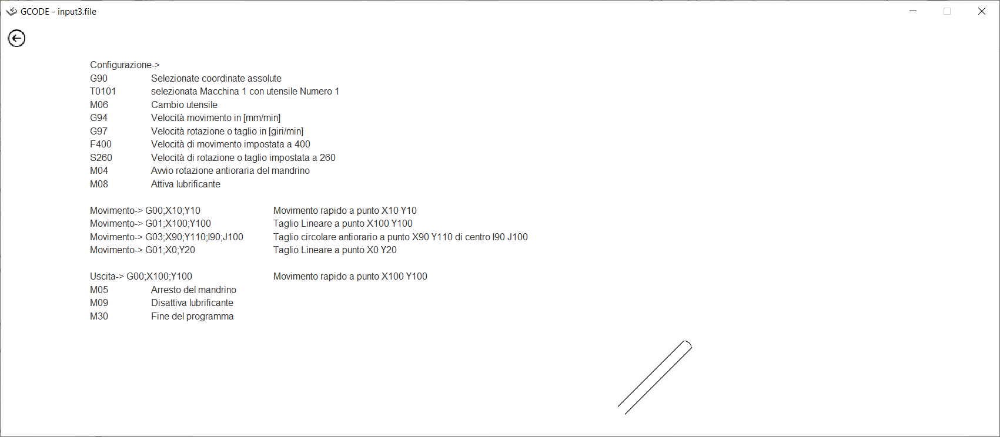 GCODE - input3.file
Configurazione->
G90 Selezionate coordinate assolute
T0101 selezionata Macchina 1 con utensile Numero 1
M06 Cambio utensile
G94 Velocità movimento in [mm/min]
G97 Velocità rotazione o taglio in [giri/min]
F400 Velocità di movimento impostata a 400
S260 Velocità di rotazione o taglio impostata a 260
M04 Avvio rotazione antioraria del mandrino
M08 Attiva lubrificante
Movimento-> G00;X10;Y10 Movimento rapido a punto X10 Y10
Movimento-> G01;X100;Y100 Taglio Lineare a punto X100 Y100
Movimento-> G03;X90;Y110;I90;J100 Taglio circolare antiorario a punto X90 Y110 di centro I90 J100
Movimento-> G01;X0;Y20 Taglio Lineare a punto X0 Y20
Uscita-> G00;X100;Y100 Movimento rapido a punto X100 Y100
M05 Arresto del mandrino
M09 Disattiva lubrificante
M30 Fine del programma